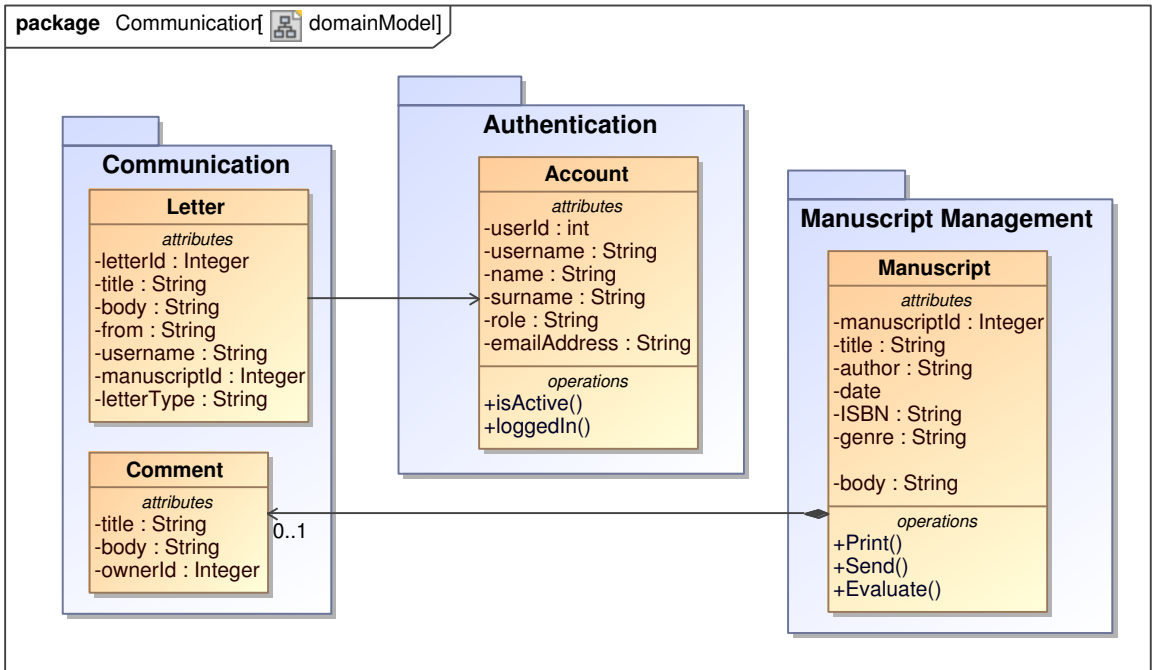 package Communication[ domainModel]
Communication
Letter
attributes
-letterId : Integer
-title : String
-body : String
-from : String
-username : String
-manuscriptId : Integer
-letterType : String
Comment
attributes
-title : String
-body : String
-ownerId : Integer
Authentication
Account
attributes
-userId : int
-username : String
-name : String
-surname : String
-role : String
-emailAddress : String
operations
+isActive()
+loggedIn()
Manuscript Management
Manuscript
attributes
-manuscriptId : Integer
-title : String
-author : String
-date
-ISBN : String
-genre : String
-body : String
operations
+Print()
+Send()
+Evaluate()
0..1